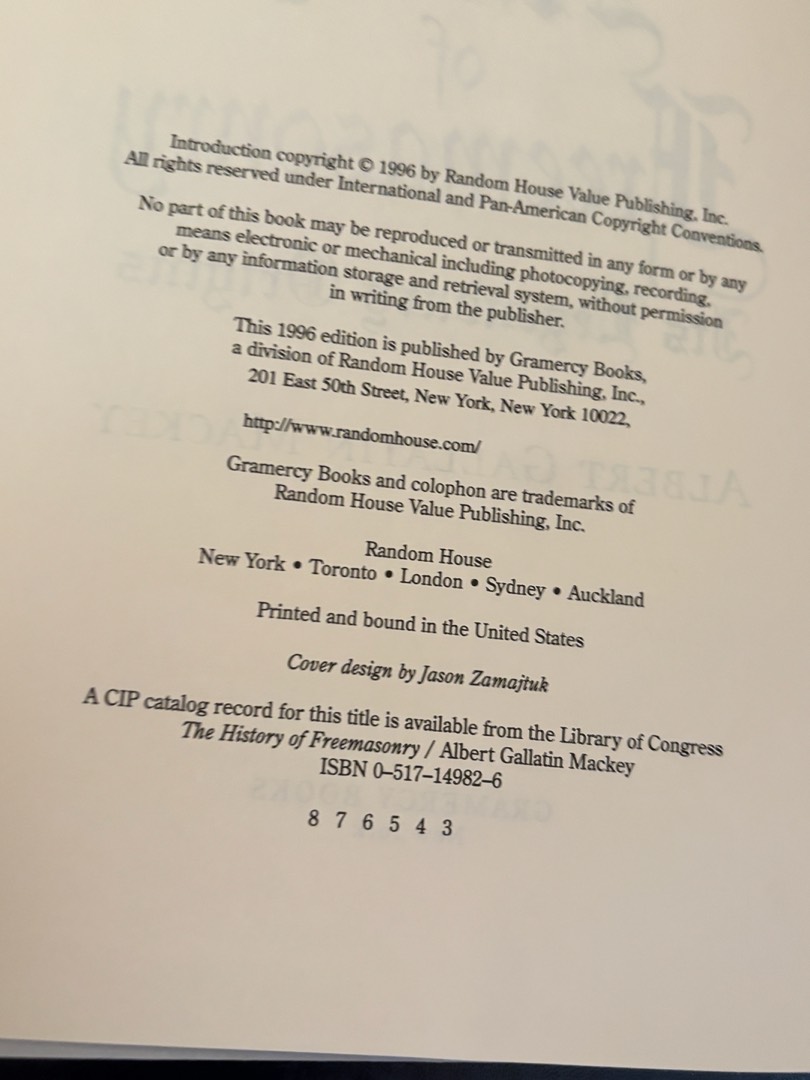 Introduction copyright © 1996 by Random House Value Publishing, Inc.
All rights reserved under International and Pan-American Copyright Conventions.
No part of this book may be reproduced or transmitted in any form or by any
means electronic or mechanical including photocopying, recording,
or by any information storage and retrieval system, without permission
in writing from the publisher.
This 1996 edition is published by Gramercy Books,
a division of Random House Value Publishing, Inc.,
201 East 50th Street, New York, New York 10022,
http://www.randomhouse.com/
Gramercy Books and colophon are trademarks of
Random House Value Publishing, Inc.
Random House
New York • Toronto • London • Sydney • Auckland
Printed and bound in the United States
Cover design by Jason Zamajtuk
A CIP catalog record for this title is available from the Library of Congress
The History of Freemasonry / Albert Gallatin Mackey
ISBN 0–517–14982–6
8 7 6 5 4 3